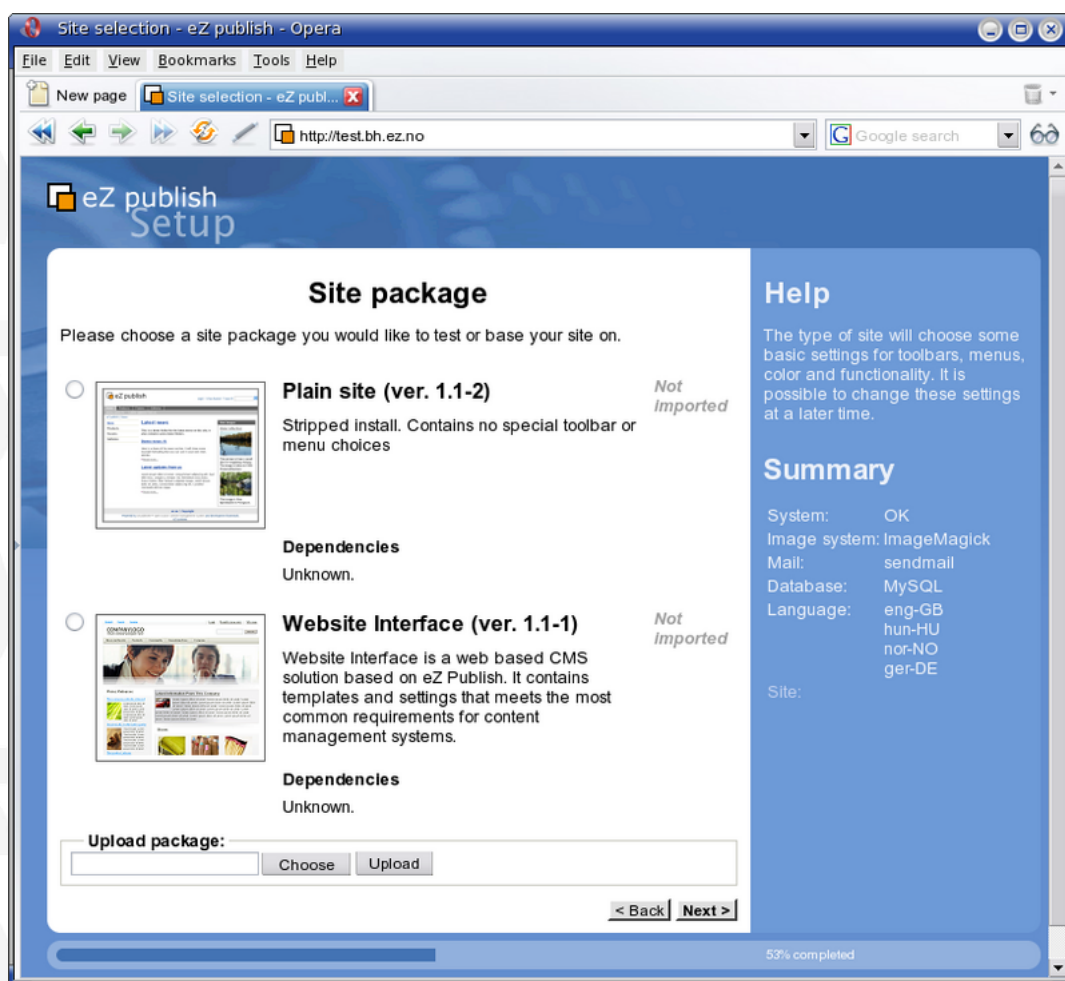 Site selection - eZ publish - Opera
File Edit View Bookmarks Tools Help
New page Site selection - eZ publ...
http://test.bh.ez.no Google search
eZ publish
Setup
Site package
Please choose a site package you would like to test or base your site on.
Plain site (ver. 1.1-2)
Not
imported
Stripped install. Contains no special toolbar or
menu choices
Dependencies
Unknown.
Website Interface (ver. 1.1-1)
Not
imported
Website Interface is a web based CMS
solution based on eZ Publish. It contains
templates and settings that meets the most
common requirements for content
management systems.
Dependencies
Unknown.
Upload package:
Choose Upload
< Back Next >
Help
The type of site will choose some
basic settings for toolbars, menus,
color and functionality. It is
possible to change these settings
at a later time.
Summary
System: OK
Image system: ImageMagick
Mail: sendmail
Database: MySQL
Language: eng-GB
hun-HU
nor-NO
ger-DE
Site:
53% completed